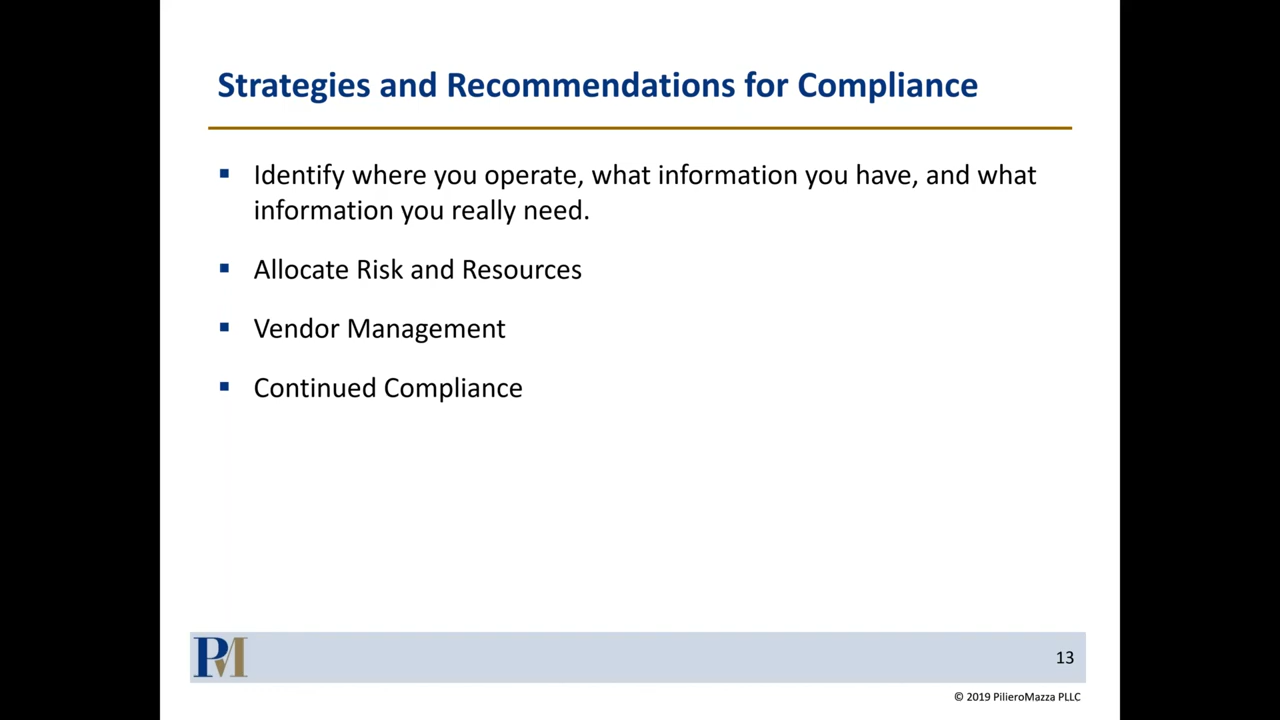 Strategies and Recommendations for Compliance
▪ Identify where you operate, what information you have, and what
information you really need.
▪ Allocate Risk and Resources
▪ Vendor Management
▪ Continued Compliance
PM
13
© 2019 PilieroMazza PLLC